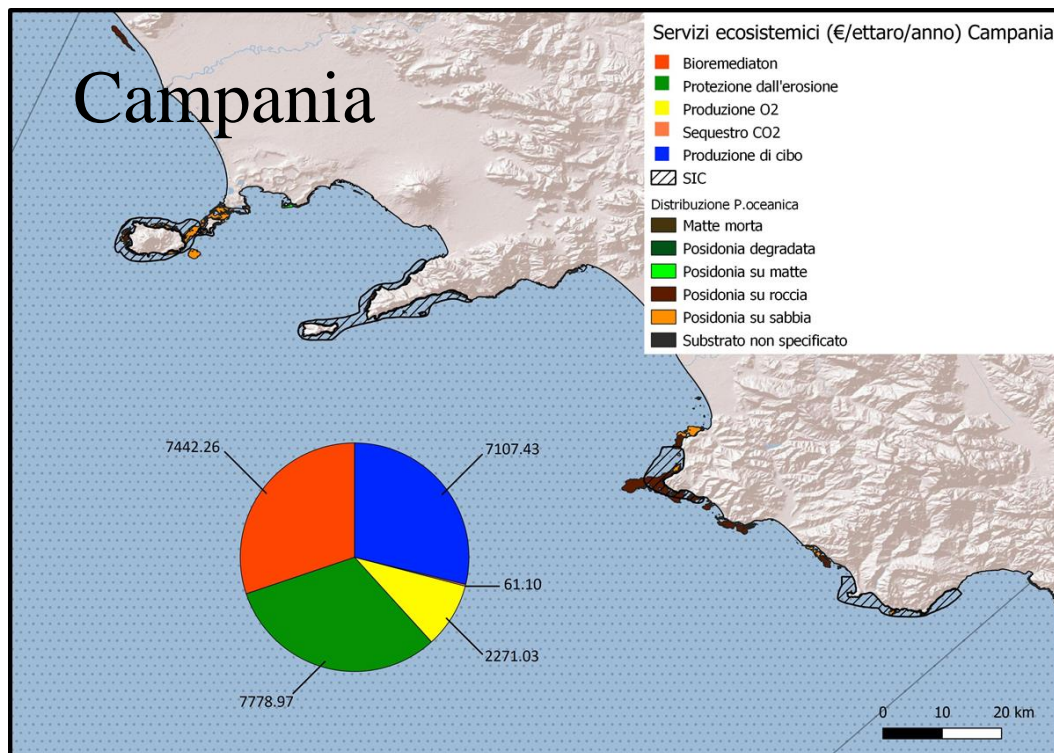 Campania
Servizi ecosistemici (€/ettaro/anno) Campania
Bioremediaton
Protezione dall'erosione
Produzione O2
Sequestro CO2
Produzione di cibo
SIC
Distribuzione P.oceanica
Matte morta
Posidonia degradata
Posidonia su matte
Posidonia su roccia
Posidonia su sabbia
Substrato non specificato
7442.26
7107.43
61.10
2271.03
7778.97
0 10 20 km